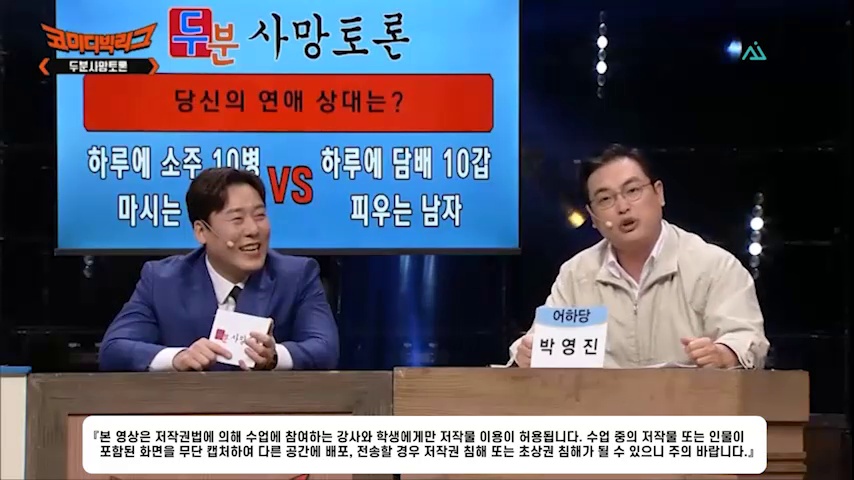 코미디빅리그
두분사망토론
두분 사망토론
당신의 연애 상대는?
하루에 소주 10병
마시는
VS
하루에 담배 10갑
피우는 남자
두분 사망
어하당
박영진
『본 영상은 저작권법에 의해 수업에 참여하는 강사와 학생에게만 저작물 이용이 허용됩니다. 수업 중의 저작물 또는 인물이
포함된 화면을 무단 캡처하여 다른 공간에 배포, 전송할 경우 저작권 침해 또는 초상권 침해가 될 수 있으니 주의 바랍니다.』